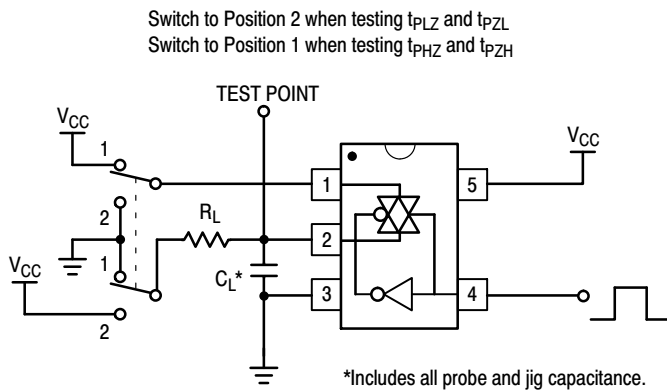 Switch to Position 2 when testing tPLZ and tPZL
Switch to Position 1 when testing tPHZ and tPZH
TEST POINT
VCC
VCC
1
1
5
2
RL
2
1
VCC
CL*
3
4
2
*Includes all probe and jig capacitance.